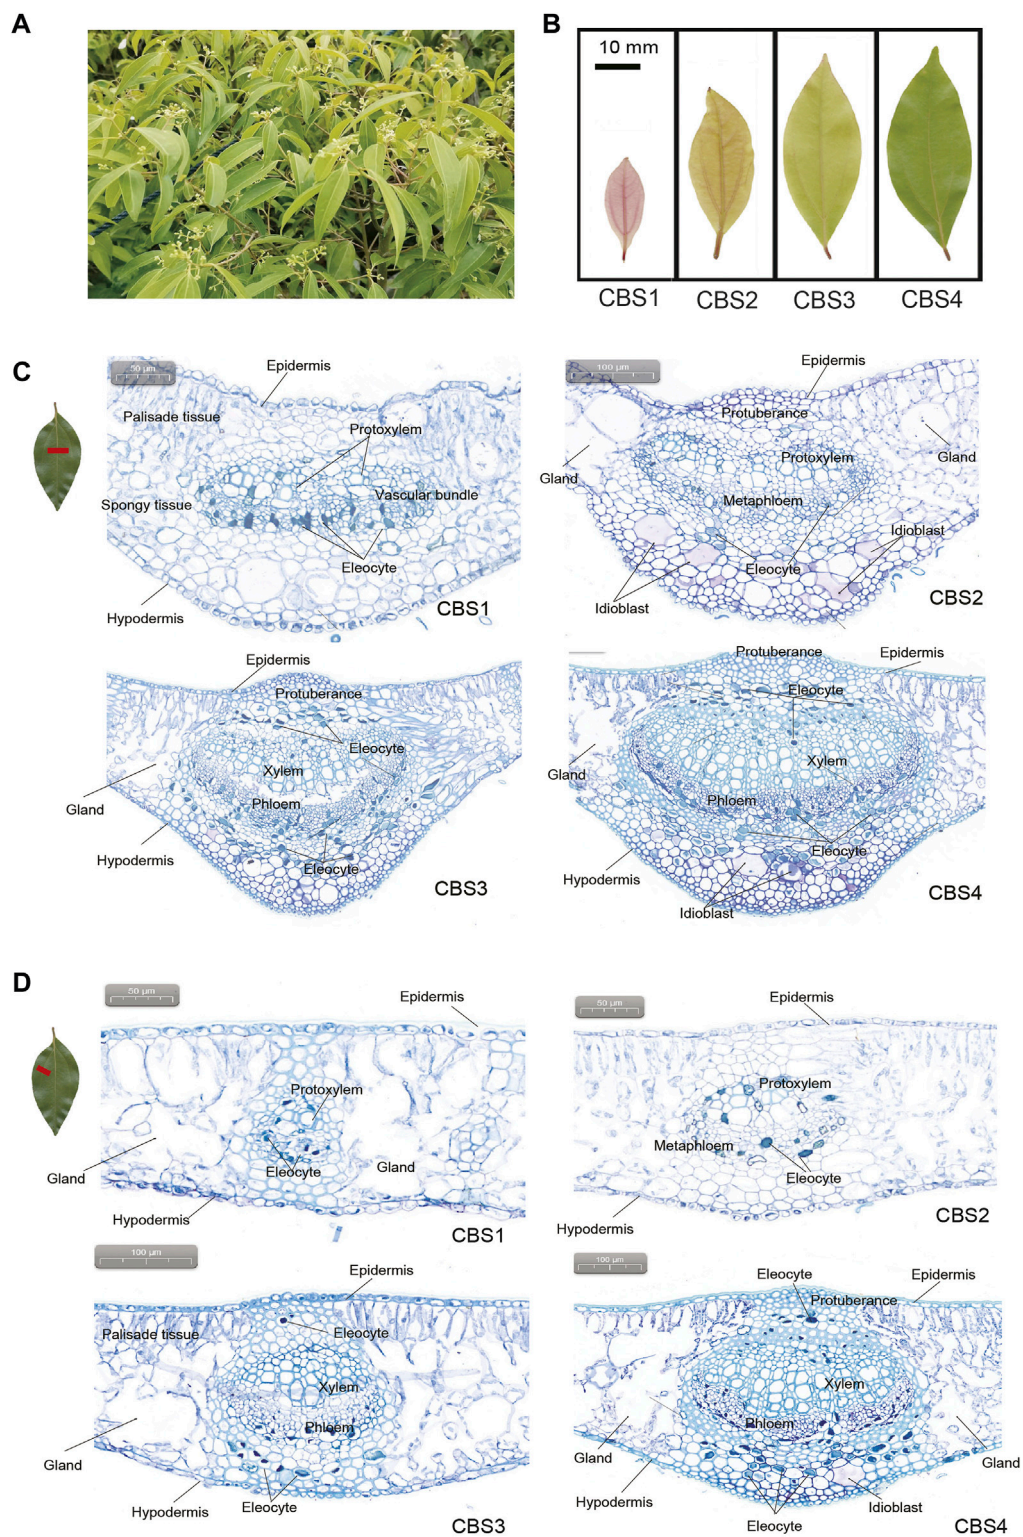 A
B
10 mm
CBS1
CBS2
CBS3
CBS4
C
50 µm
Epidermis
Palisade tissue
Protoxylem
Vascular bundle
Spongy tissue
Eleocyte
Hypodermis
CBS1
100 µm
Epidermis
Protuberance
Gland
Protoxylem
Gland
Metaphloem
Idioblast
Eleocyte
Idioblast
CBS2
Epidermis
Protuberance
Eleocyte
Xylem
Phloem
Gland
Hypodermis
Eleocyte
CBS3
Protuberance
Epidermis
Eleocyte
Xylem
Gland
Phloem
Eleocyte
Hypodermis
Idioblast
CBS4
D
50 µm
Epidermis
Protoxylem
Eleocyte
Gland
Gland
Hypodermis
CBS1
50 µm
Epidermis
Protoxylem
Metaphloem
Eleocyte
Hypodermis
CBS2
100 µm
Epidermis
Palisade tissue
Eleocyte
Xylem
Phloem
Gland
Hypodermis
Eleocyte
CBS3
100 µm
Eleocyte
Epidermis
Protuberance
Xylem
Phloem
Gland
Gland
Hypodermis
Idioblast
Eleocyte
CBS4